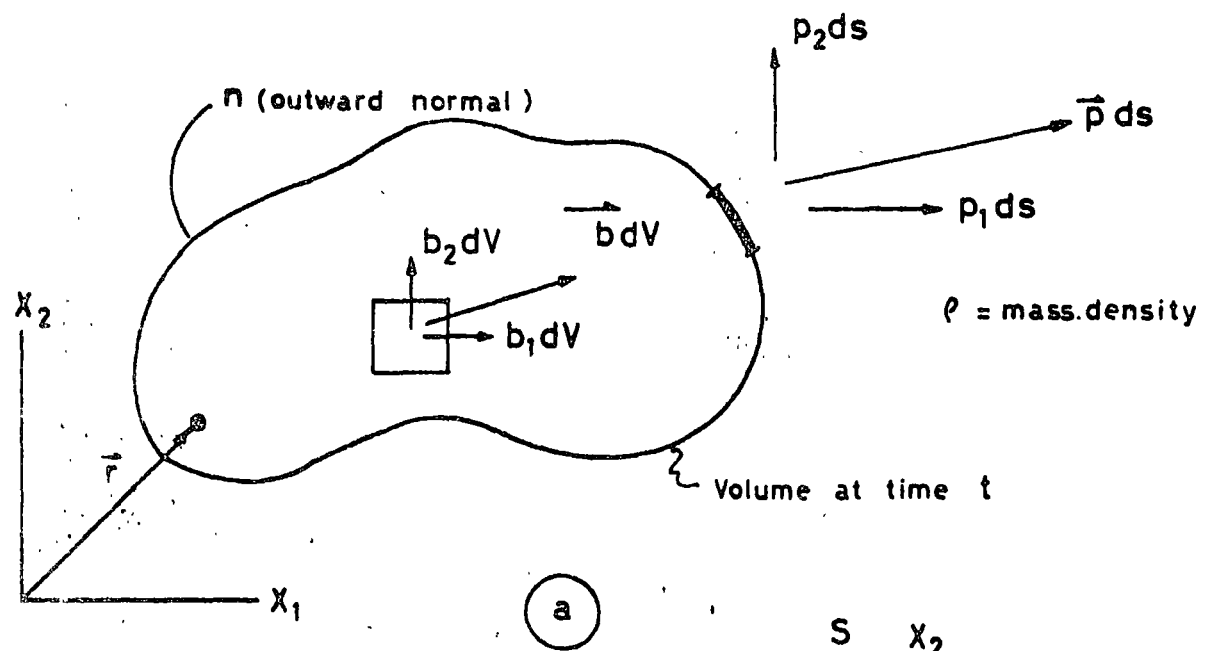 p₂ds
n (outward normal)
p⃗ ds
p₁ds
b⃗dV
b₂dV
b₁dV
X₂
ρ = mass.density
r⃗
Volume at time t
X₁
a
S X₂